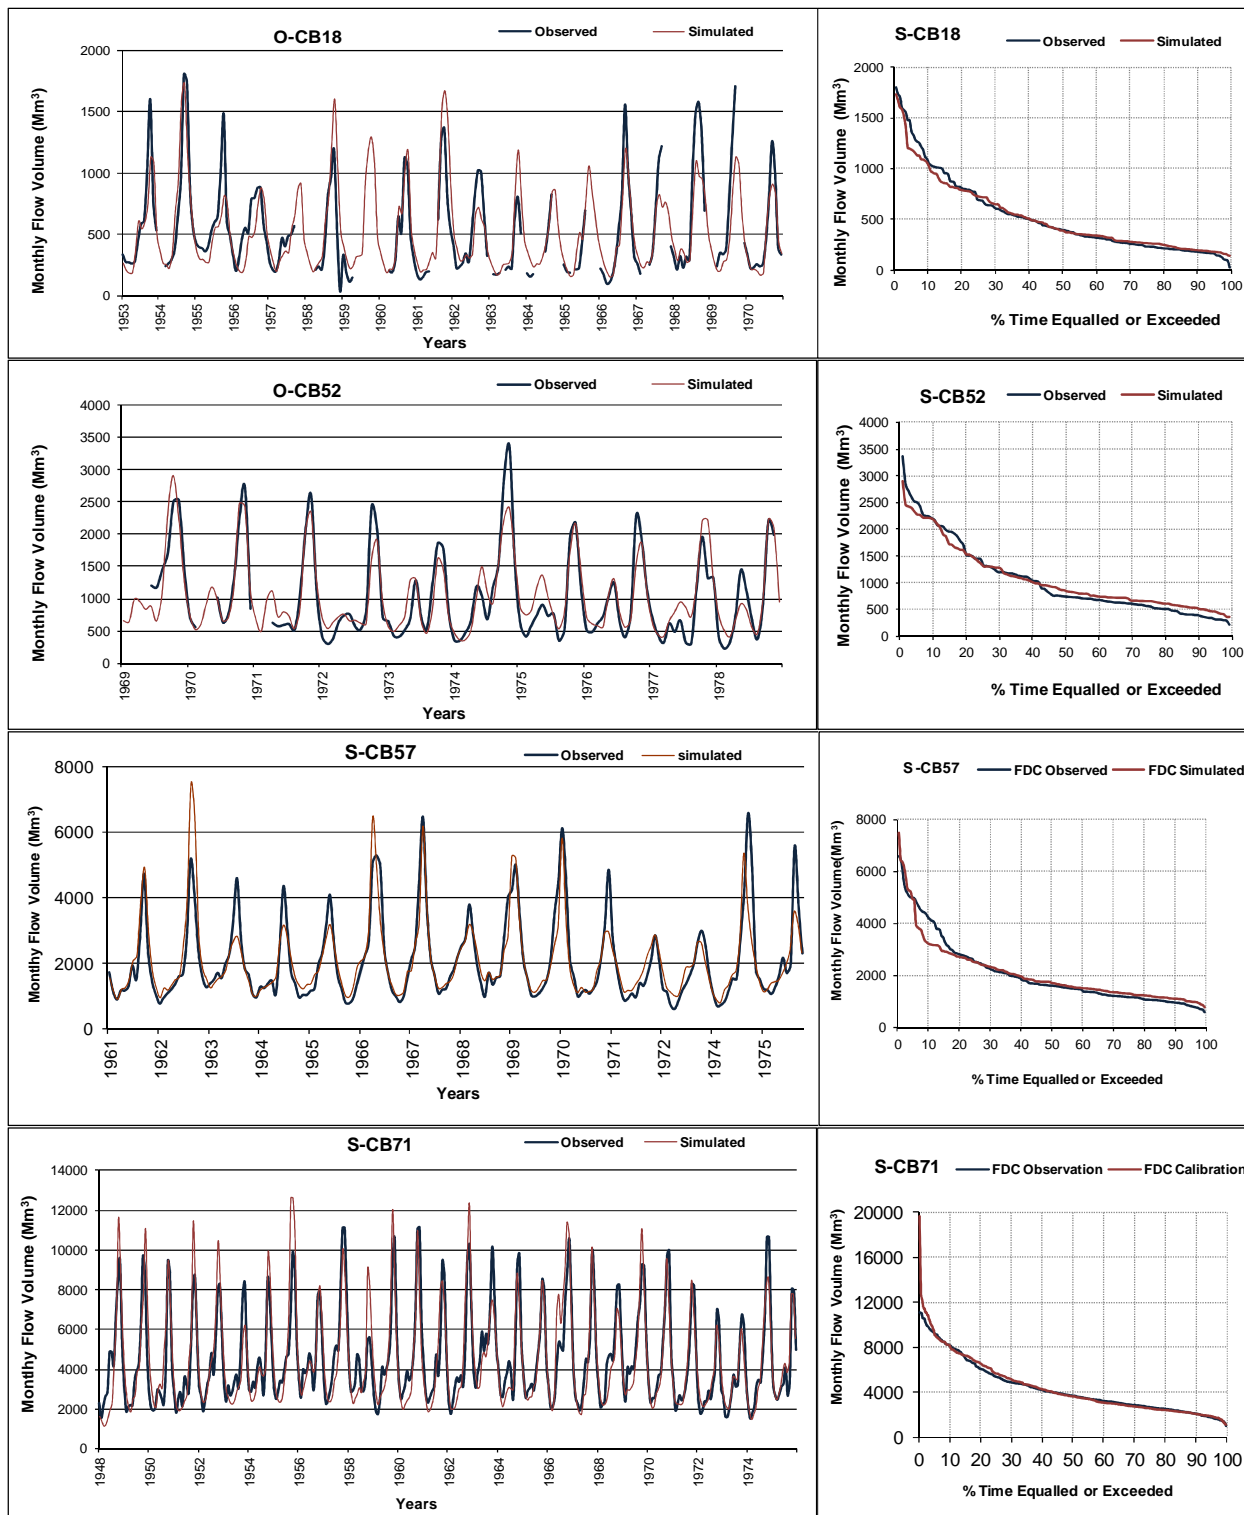 O-CB18
Observed
Simulated
Monthly Flow Volume (Mm³)
2000
1500
1000
500
0
1953
1954
1955
1956
1957
1958
1959
1960
1961
1962
1963
1964
1965
1966
1967
1968
1969
1970
Years
S-CB18
Observed
Simulated
Monthly Flow Volume (Mm³)
2000
1500
1000
500
0
0 10 20 30 40 50 60 70 80 90 100
% Time Equalled or Exceeded
O-CB52
Observed
Simulated
Monthly Flow Volume (Mm³)
4000
3500
3000
2500
2000
1500
1000
500
0
1969
1970
1971
1972
1973
1974
1975
1976
1977
1978
Years
S-CB52
Observed
Simulated
Monthly Flow Volume (Mm³)
4000
3500
3000
2500
2000
1500
1000
500
0
0 10 20 30 40 50 60 70 80 90 100
% Time Equalled or Exceeded
S-CB57
Observed
simulated
Monthly Flow Volume (Mm³)
8000
6000
4000
2000
0
1961
1962
1963
1964
1965
1966
1967
1968
1969
1970
1971
1972
1974
1975
Years
S-CB57
FDC Observed
FDC Simulated
Monthly Flow Volume(Mm³)
8000
6000
4000
2000
0
0 10 20 30 40 50 60 70 80 90 100
% Time Equalled or Exceeded
S-CB71
Observed
Simulated
Monthly Flow Volume (Mm³)
14000
12000
10000
8000
6000
4000
2000
0
1948
1950
1952
1954
1956
1958
1960
1962
1964
1966
1968
1970
1972
1974
Years
S-CB71
FDC Observation
FDC Calibration
Monthly Flow Voulme (Mm³)
20000
16000
12000
8000
4000
0
0 10 20 30 40 50 60 70 80 90 100
% Time Equalled or Exceeded